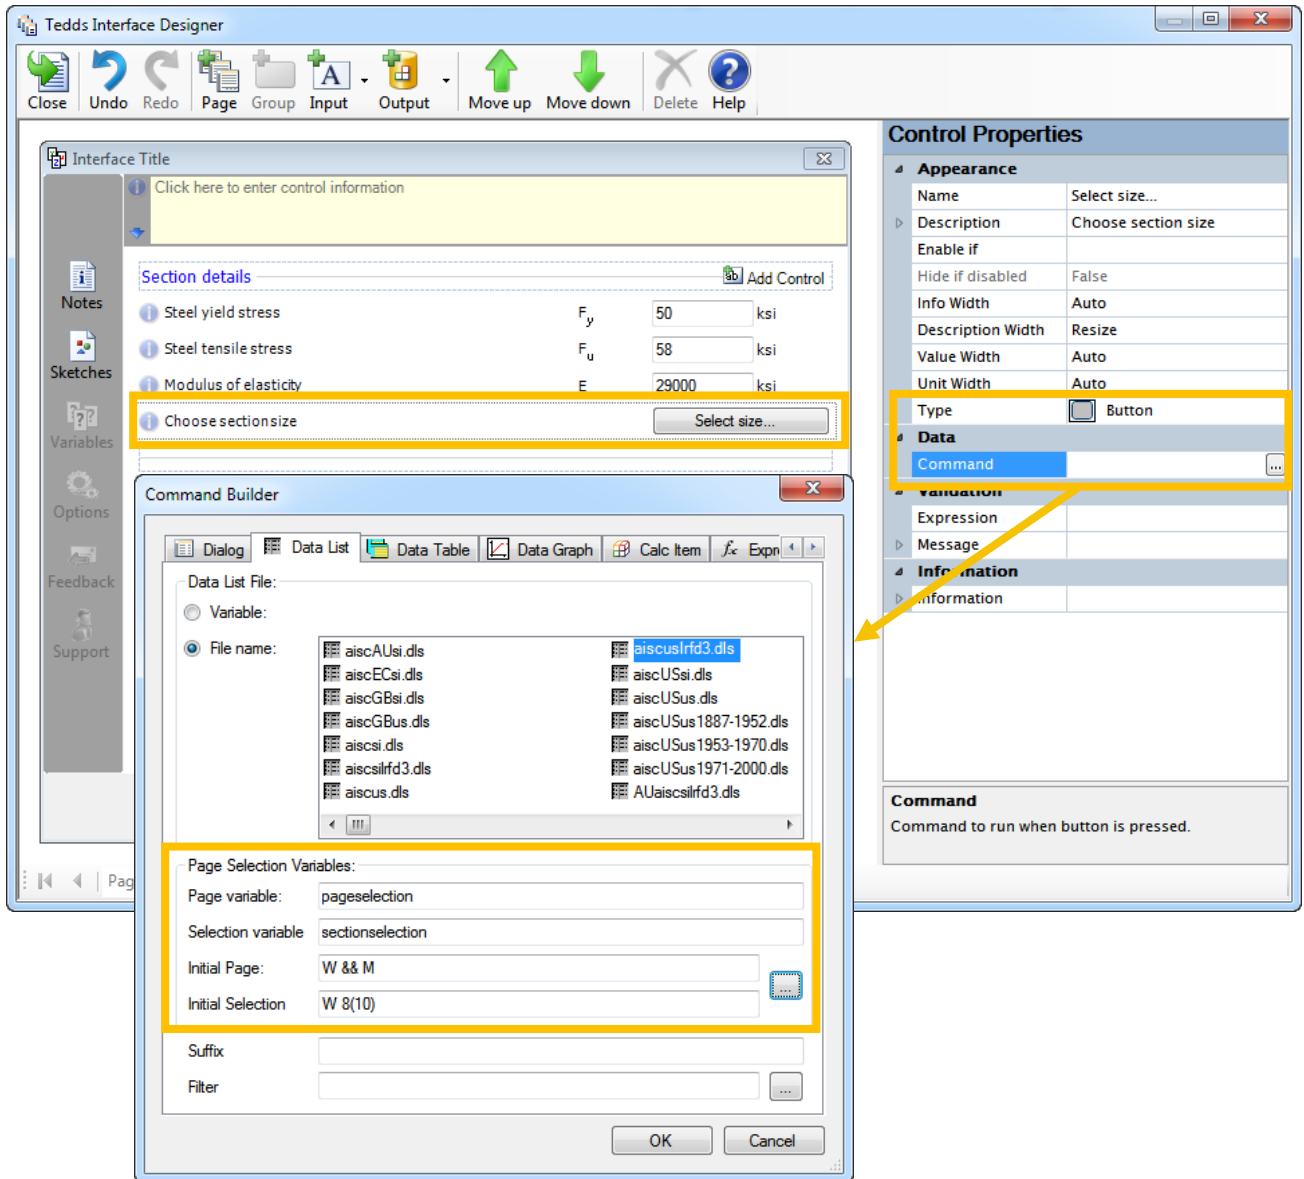 Tedds Interface Designer
Close Undo Redo Page Group Input Output Move up Move down Delete Help
Interface Title
Click here to enter control information
Notes
Sketches
Variables
Options
Feedback
Support
Section details Add Control
Steel yield stress Fy 50 ksi
Steel tensile stress Fu 58 ksi
Modulus of elasticity E 29000 ksi
Choose section size Select size...
Control Properties
Appearance
Name Select size...
Description Choose section size
Enable if
Hide if disabled False
Info Width Auto
Description Width Resize
Value Width Auto
Unit Width Auto
Type Button
Data
Command ...
Validation
Expression
Message
Information
Information
Command
Command to run when button is pressed.
Pag
Command Builder
Dialog Data List Data Table Data Graph Calc Item fx Expr
Data List File:
Variable:
File name:
aiscAUsi.dls aiscuslrfd3.dls
aiscECsi.dls aiscUSsi.dls
aiscGBsi.dls aiscUSus.dls
aiscGBus.dls aiscUSus1887-1952.dls
aiscsi.dls aiscUSus1953-1970.dls
aiscsilrfd3.dls aiscUSus1971-2000.dls
aiscus.dls AUaiscsilrfd3.dls
Page Selection Variables:
Page variable: pageselection
Selection variable sectionselection
Initial Page: W && M
...
Initial Selection W 8(10)
Suffix
Filter ...
OK Cancel